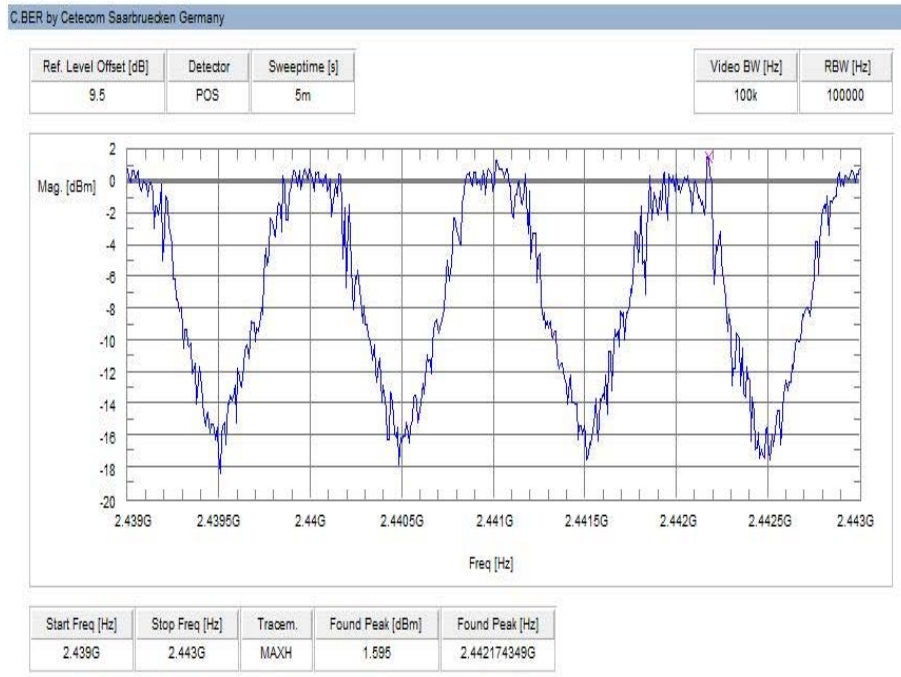 C.BER by Cetecom Saarbruecken Germany
Ref. Level Offset [dB] Detector Sweeptime [s] Video BW [Hz] RBW [Hz]
9.5 POS 5m 100k 100000
2
Mag. [dBm] 0
-2
-4
-6
-8
-10
-12
-14
-16
-18
-20
2.439G 2.4395G 2.44G 2.4405G 2.441G 2.4415G 2.442G 2.4425G 2.443G
Freq [Hz]
Start Freq [Hz] Stop Freq [Hz] Tracem. Found Peak [dBm] Found Peak [Hz]
2.439G 2.443G MAXH 1.595 2.442174349G